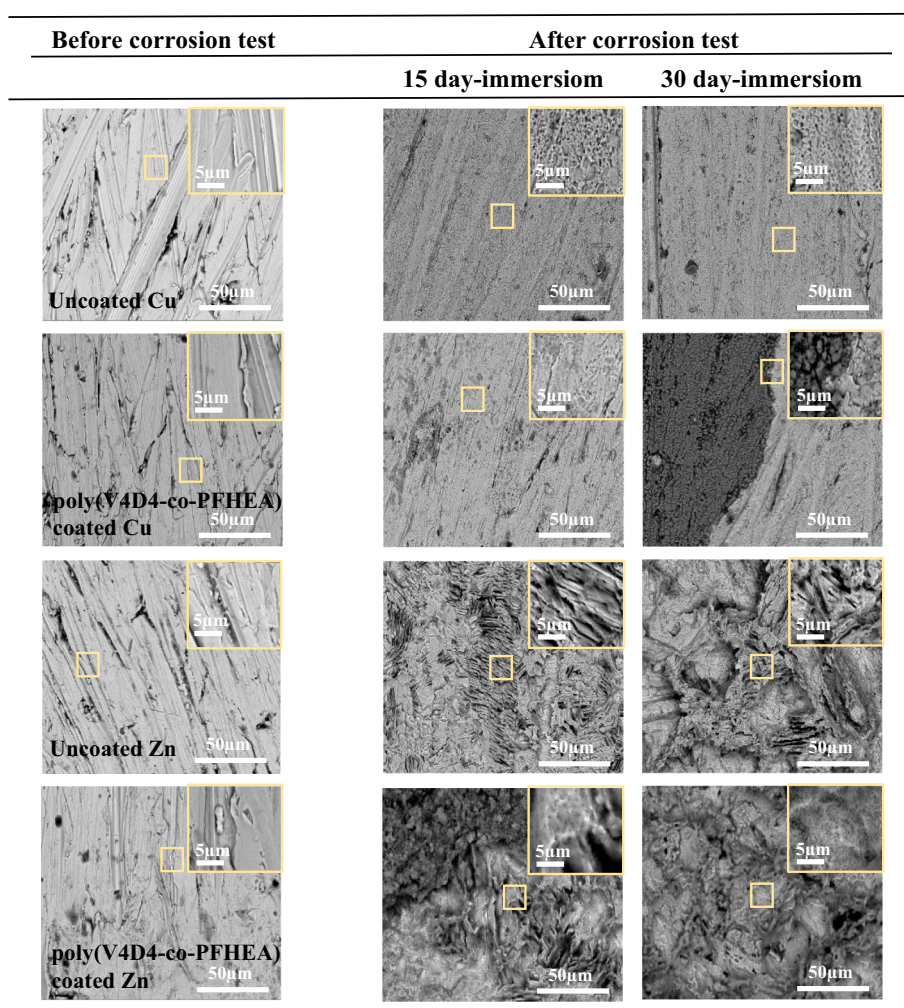 Before corrosion test After corrosion test
15 day-immersiom 30 day-immersiom
5μm 5μm 5μm
Uncoated Cu 50μm 50μm 50μm
5μm 5μm 5μm
poly(V4D4-co-PFHEA)
coated Cu 50μm 50μm 50μm
5μm 5μm 5μm
Uncoated Zn 50μm 50μm 50μm
5μm 5μm 5μm
poly(V4D4-co-PFHEA)
coated Zn 50μm 50μm 50μm